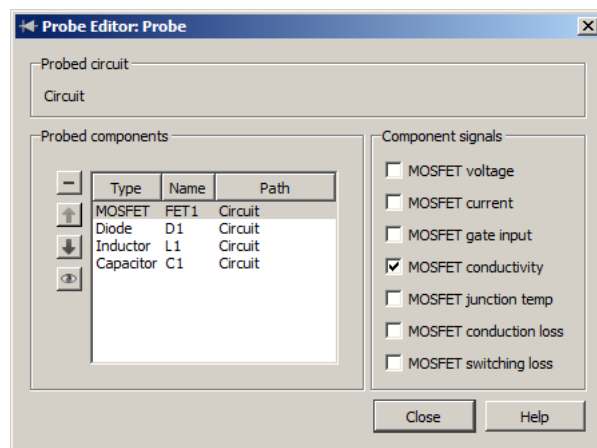 Probe Editor: Probe
Probed circuit
Circuit
Probed components
Type Name Path
MOSFET FET1 Circuit
Diode D1 Circuit
Inductor L1 Circuit
Capacitor C1 Circuit
Component signals
MOSFET voltage
MOSFET current
MOSFET gate input
MOSFET conductivity
MOSFET junction temp
MOSFET conduction loss
MOSFET switching loss
Close Help